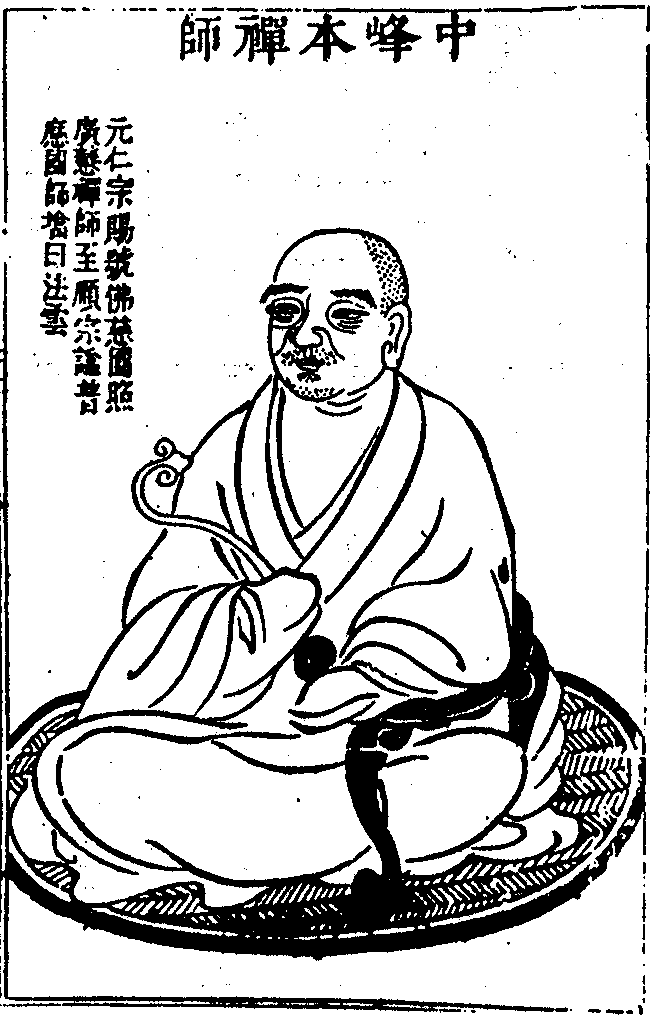 中峰本禪師
元仁宗賜號佛慈圓照
廣慧禪師至順宗諡普
應國師塔曰法雲